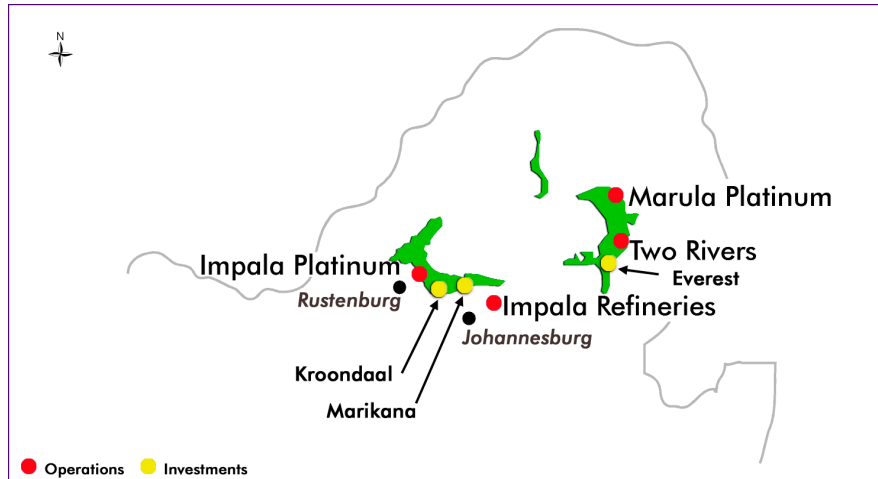 N
Marula Platinum
Two Rivers
Everest
Impala Platinum
Rustenburg
Impala Refineries
Johannesburg
Kroondaal
Marikana
Operations
Investments